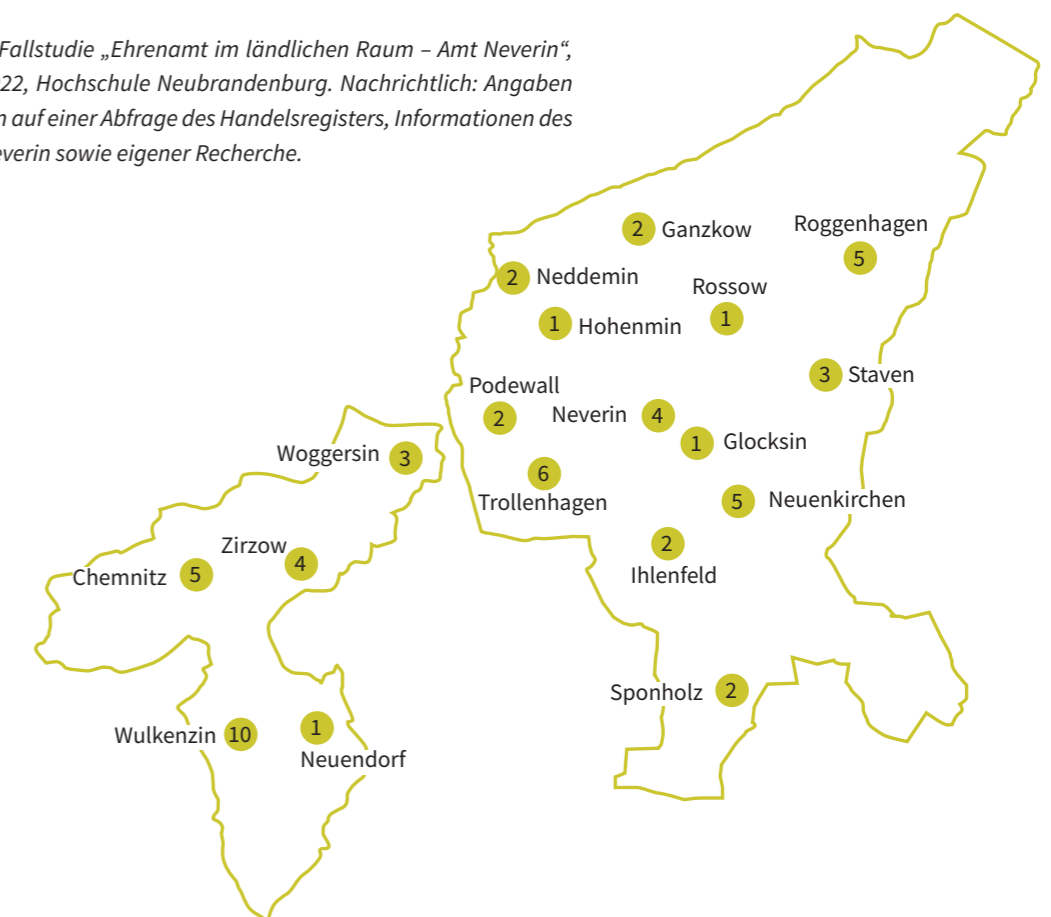 Fallstudie „Ehrenamt im ländlichen Raum – Amt Neverin“,
22, Hochschule Neubrandenburg. Nachrichtlich: Angaben
n auf einer Abfrage des Handelsregisters, Informationen des
everin sowie eigener Recherche.
2 Ganzkow
Roggenhagen
5
2 Neddemin
Rossow
1
1 Hohenmin
3 Staven
Podewall
2
Neverin 4
1 Glocksin
Woggersin 3
6
Trollenhagen
5 Neuenkirchen
Zirzow
4
2
Ihlenfeld
Chemnitz 5
Sponholz 2
Wulkenzin 10
1
Neuendorf